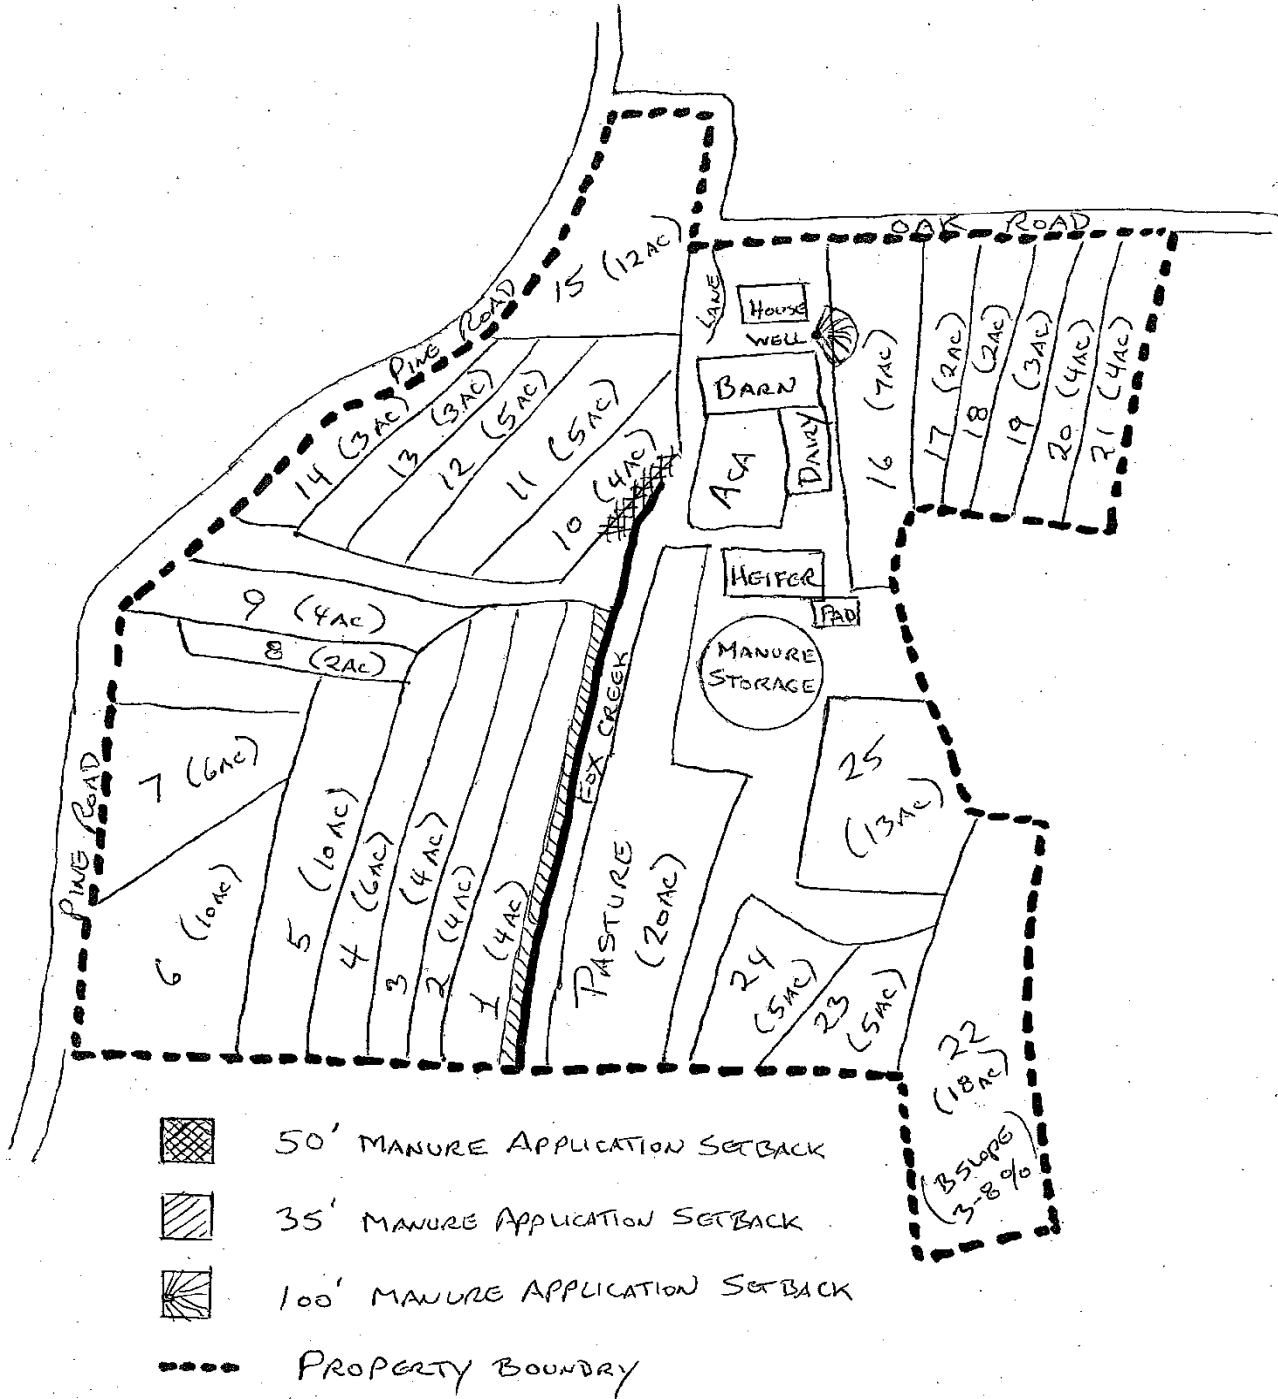 OAK ROAD
15 (12AC)
LANE
HOUSE
WELL
PINE ROAD
BARN
DAIRY
ACA
14 (3AC)
13 (3AC)
12 (5AC)
11 (5AC)
10 (4AC)
16 (7AC)
17 (2AC)
18 (2AC)
19 (3AC)
20 (4AC)
21 (4AC)
HEIFER
PAD
MANURE
STORAGE
9 (4AC)
8 (2AC)
7 (6AC)
PINE ROAD
6 (10AC)
5 (10AC)
4 (6AC)
3 (4AC)
2 (4AC)
1 (4AC)
FOX CREEK
PASTURE
(20AC)
25
(13AC)
24
(5AC)
23
(5AC)
22
(18AC)
(B SLOPE
3-8%)
50' MANURE APPLICATION SETBACK
35' MANURE APPLICATION SETBACK
100' MANURE APPLICATION SETBACK
PROPERTY BOUNDRY